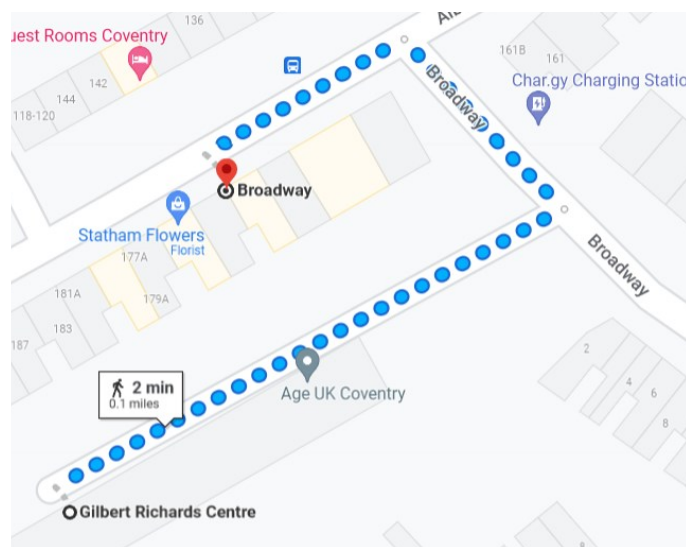 136
uest Rooms Coventry
142
144
118-120
161B
161
Char.gy Charging Statio
Broadway
Broadway
Statham Flowers
Florist
177A
179A
181A
183
187
Broadway
2 min
0.1 miles
Age UK Coventry
2
4
6
8
Gilbert Richards Centre